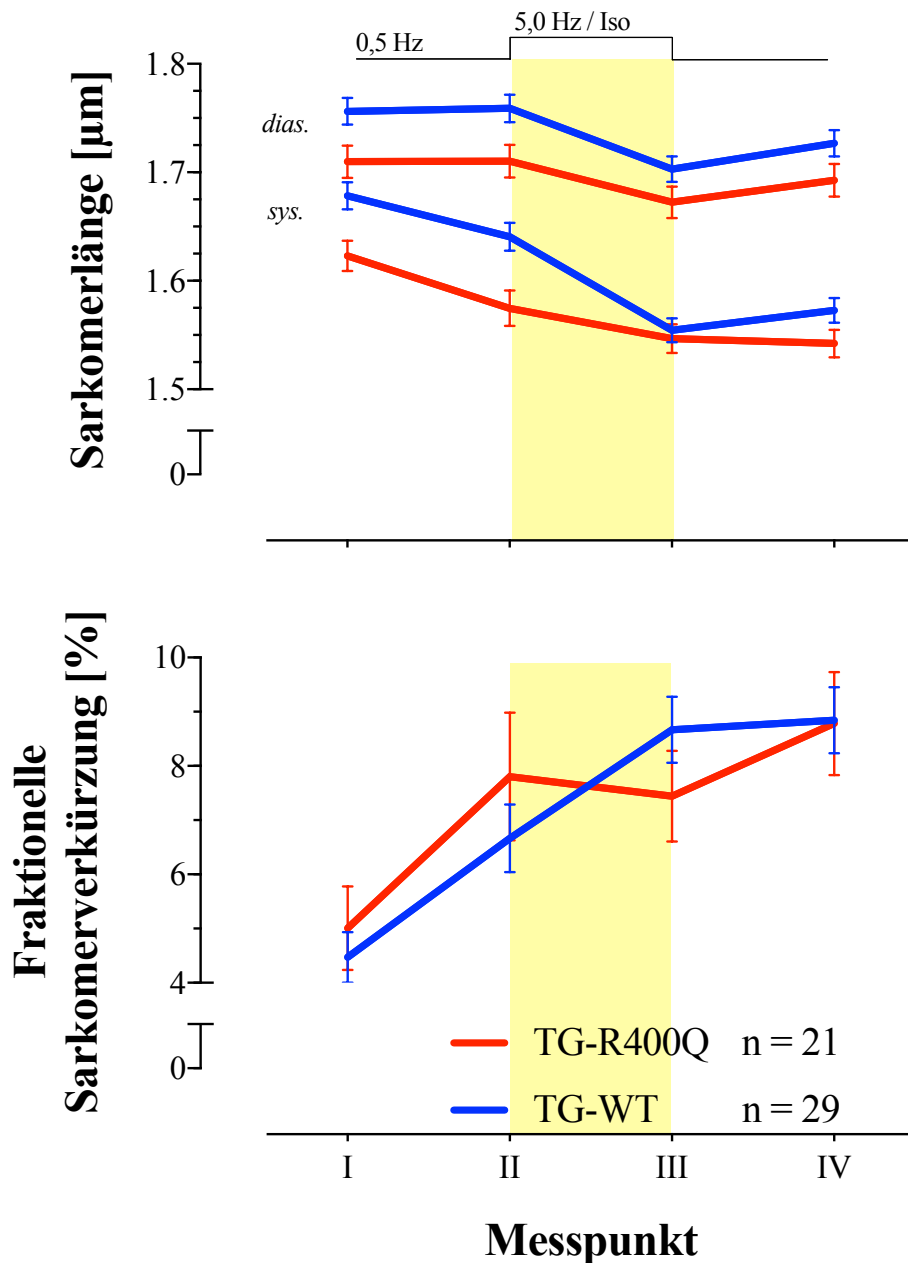 5,0 Hz / Iso
0,5 Hz
Sarkomerlänge [µm]
1.8
1.7
1.6
1.5
0
dias.
sys.
Fraktionelle
Sarkomerverkürzung [%]
10
8
6
4
0
TG-R400Q n = 21
TG-WT n = 29
I II III IV
Messpunkt